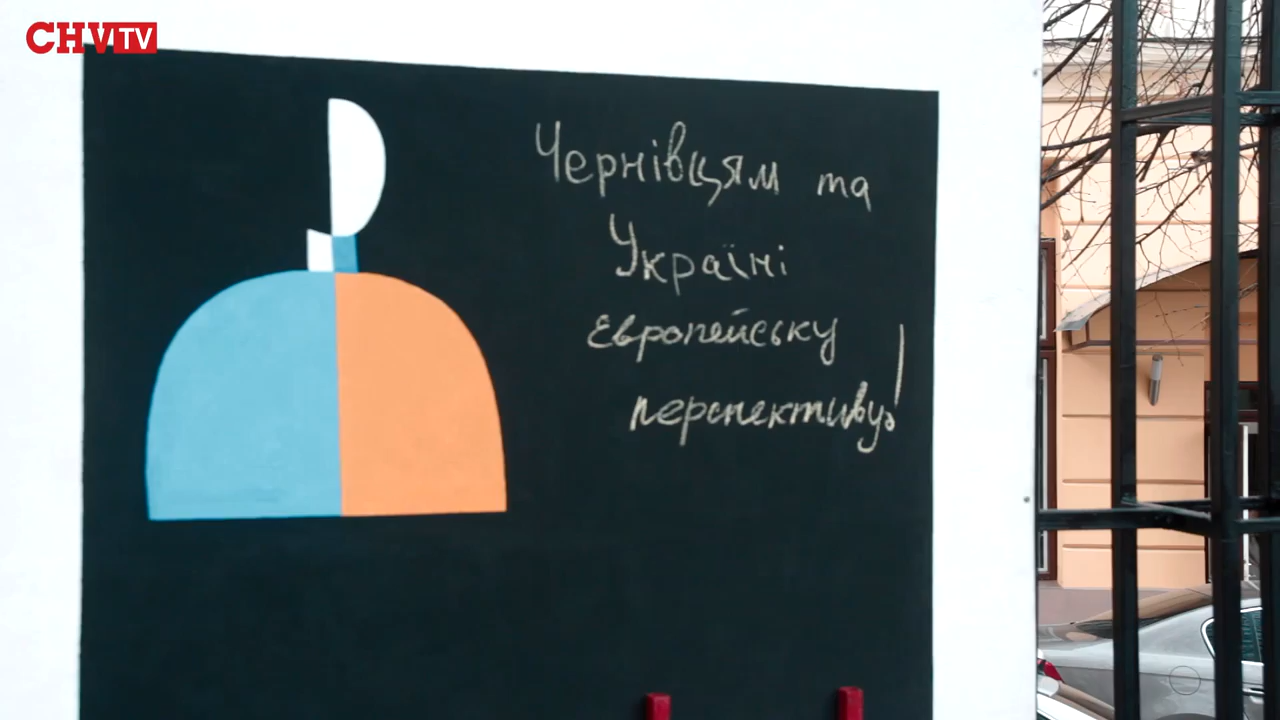 CHVTV
Чернівцям та
Україні
Європейську
перспективу!